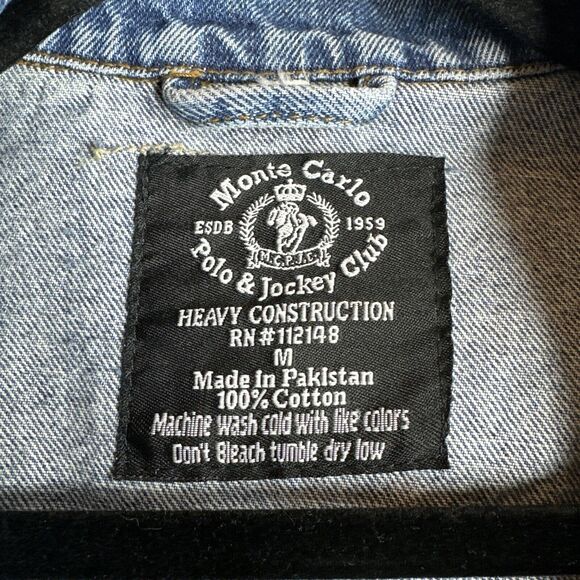 Monte Carlo
ESDB 1959
M.C.P.J.C.
Polo & Jockey Club
HEAVY CONSTRUCTION
RN#112148
M
Made in Pakistan
100% Cotton
Machine wash cold with like colors
Don't Bleach tumble dry low